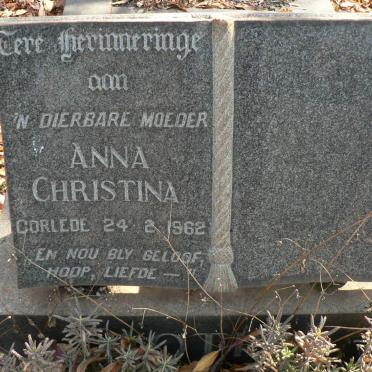 Tere Herinneringe
aan
'N DIERBARE MOEDER
ANNA
CHRISTINA
OORLEDE 24·2·1962
„EN NOU BLY GELOOF,
HOOP, LIEFDE —